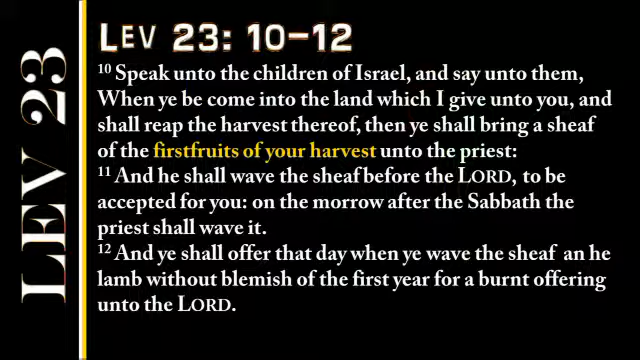 LEV 23
LEV 23: 10–12
10 Speak unto the children of Israel, and say unto them,
When ye be come into the land which I give unto you, and
shall reap the harvest thereof, then ye shall bring a sheaf
of the firstfruits of your harvest unto the priest:
11 And he shall wave the sheaf before the LORD, to be
accepted for you: on the morrow after the Sabbath the
priest shall wave it.
12 And ye shall offer that day when ye wave the sheaf an he
lamb without blemish of the first year for a burnt offering
unto the LORD.